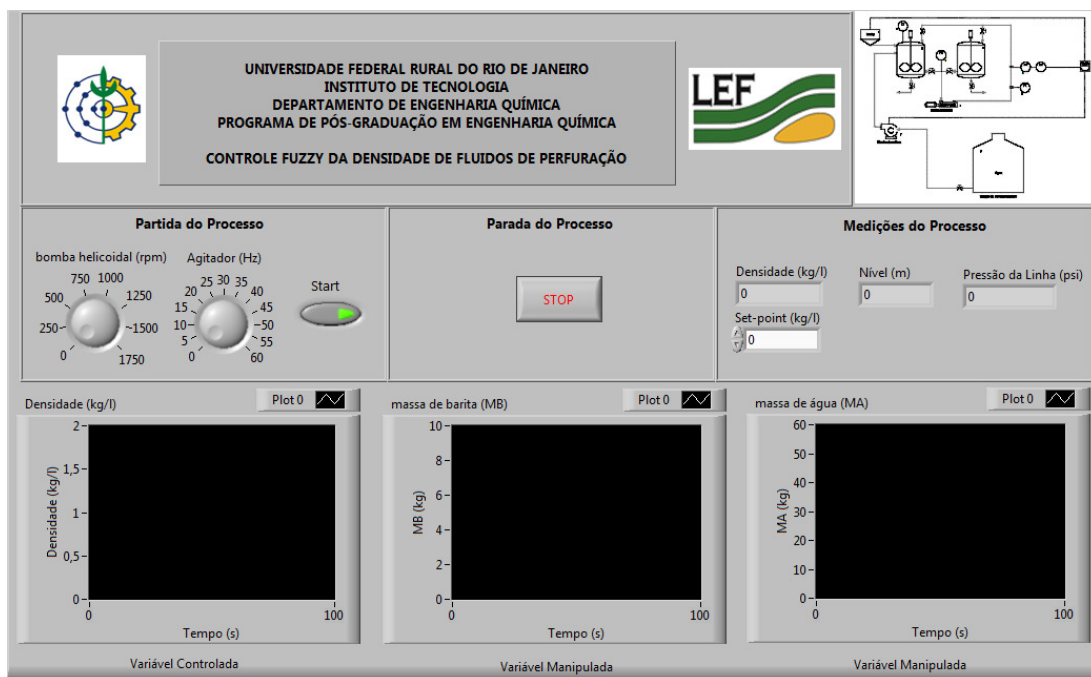 UNIVERSIDADE FEDERAL RURAL DO RIO DE JANEIRO
INSTITUTO DE TECNOLOGIA
DEPARTAMENTO DE ENGENHARIA QUÍMICA
PROGRAMA DE PÓS-GRADUAÇÃO EM ENGENHARIA QUÍMICA
CONTROLE FUZZY DA DENSIDADE DE FLUIDOS DE PERFURAÇÃO
LEF
Partida do Processo
bomba helicoidal (rpm)
0
250
500
750
1000
1250
1500
1750
Agitador (Hz)
0
5
10
15
20
25
30
35
40
45
50
55
60
Start
Parada do Processo
STOP
Medições do Processo
Densidade (kg/l)
0
Nível (m)
0
Pressão da Linha (psi)
0
Set-point (kg/l)
0
Densidade (kg/l)
Plot 0
Densidade (kg/l)
2
1,5
1
0,5
0
0
100
Tempo (s)
Variável Controlada
massa de barita (MB)
Plot 0
MB (kg)
10
8
6
4
2
0
0
100
Tempo (s)
Variável Manipulada
massa de água (MA)
Plot 0
MA (kg)
60
50
40
30
20
10
0
0
100
Tempo (s)
Variável Manipulada